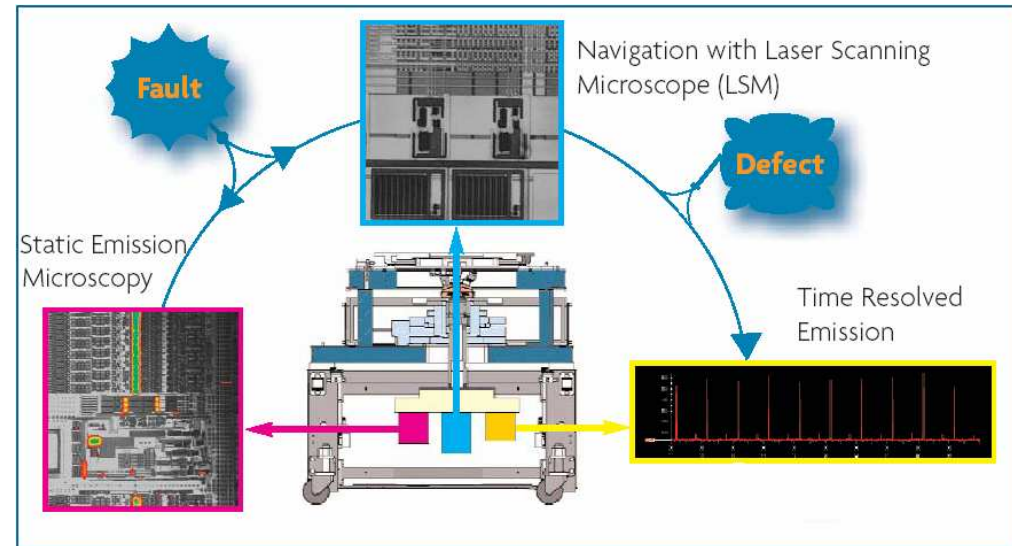 Fault
Navigation with Laser Scanning
Microscope (LSM)
Defect
Static Emission
Microscopy
Time Resolved
Emission